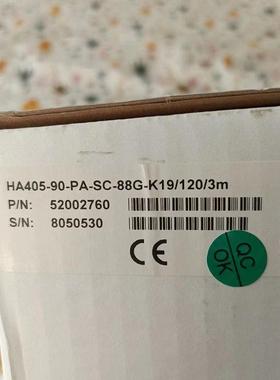 HA405-90-PA-SC-88G-K19/120/3m
P/N: 52002760
S/N: 8050530
CE
QC
OK